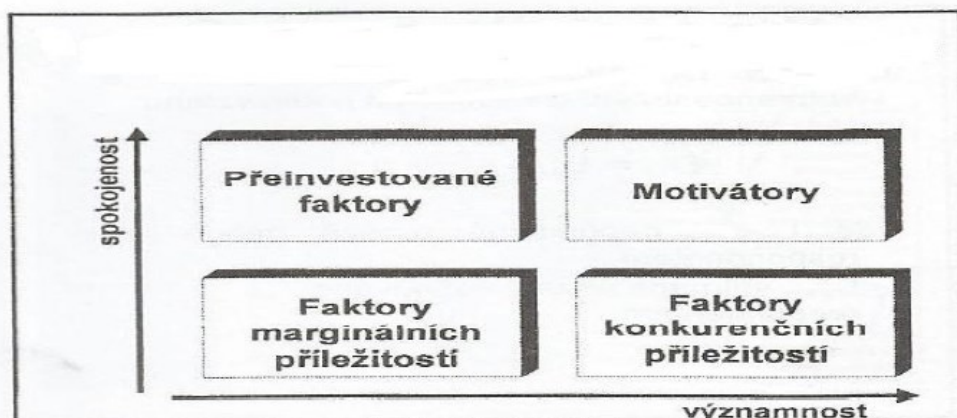 spokojenost
Přeinvestované
faktory
Motivátory
Faktory
marginálních
příležitostí
Faktory
konkurenčních
příležitostí
významnost